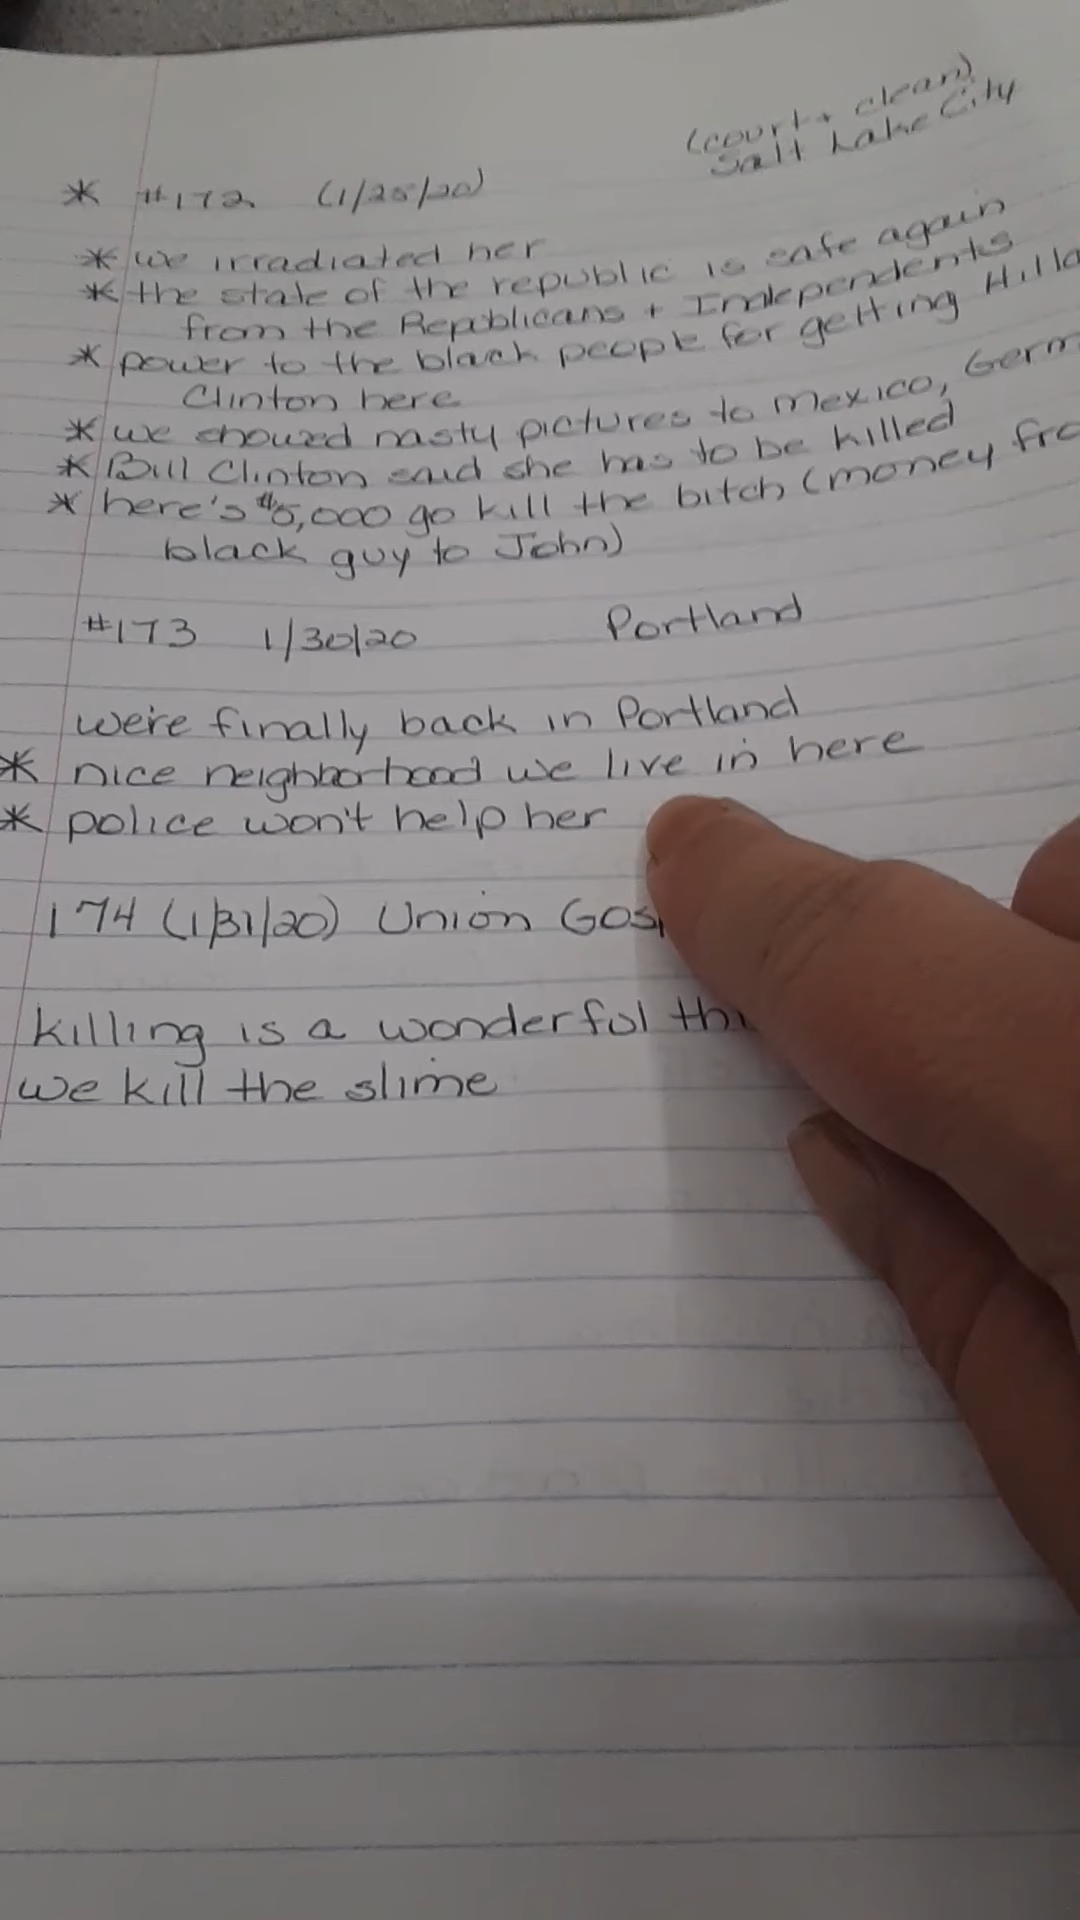 (court + clean)
Salt Lake City
* #172 (1/25/20)
* we irradiated her
* the state of the republic is safe again
from the Republicans + Independents
* power to the black people for getting
Clinton here
* we showed nasty pictures to Mexico,
* Bill Clinton said she has to be killed
* here's $5,000 go kill the bitch (money
black guy to John)
#173 1/30/20 Portland
we're finally back in Portland
* nice neighborhood we live in here
* police won't help her
174 (1/31/20) Union
killing is a wonderful
we kill the slime